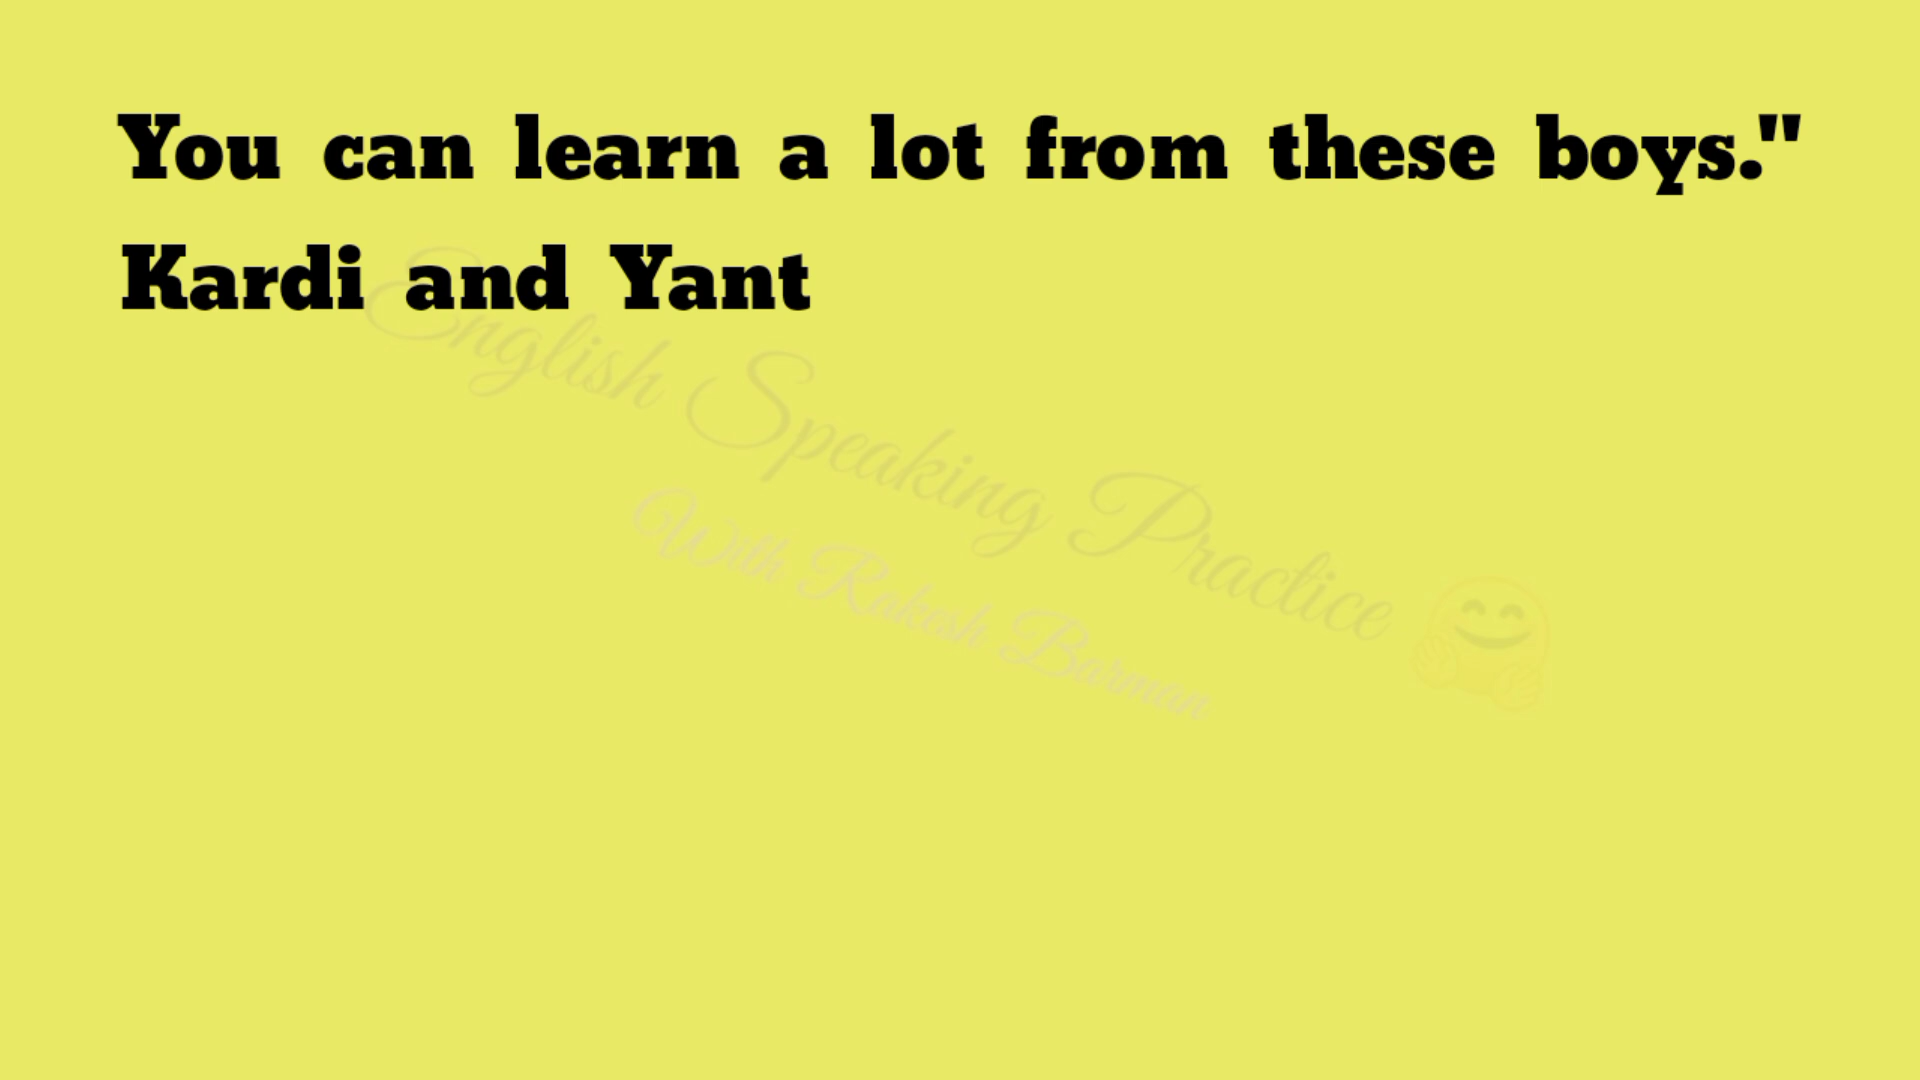 You can learn a lot from these boys."
Kardi and Yant
English Speaking Practice 🤗
With Rakesh Barman